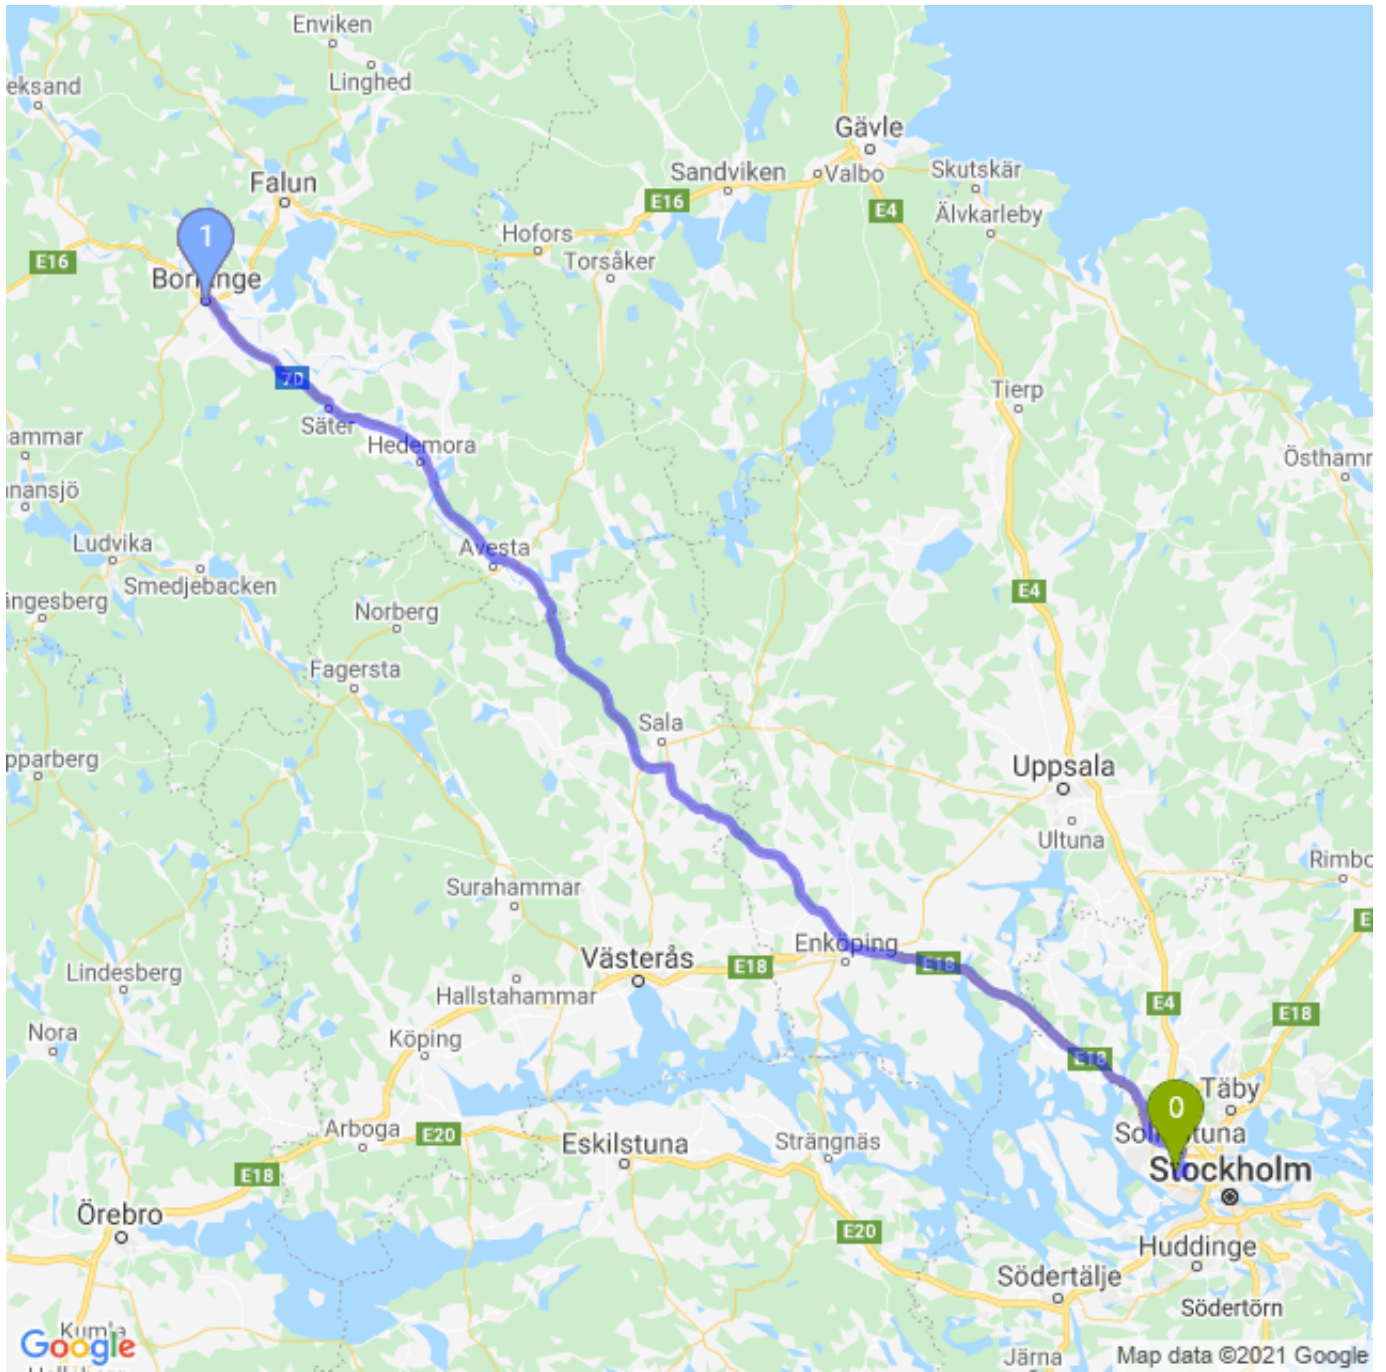 Enviken
Linghed
eksand
Gävle
Sandviken
Valbo
Skutskär
Falun
E16
E4
Älvkarleby
1
Hofors
Torsåker
E16
Borlänge
70
Säter
Tierp
Hedemora
ammar
Östhamm
nansjö
Ludvika
Avesta
Smedjebacken
E4
ängesberg
Norberg
Fagersta
Sala
pparberg
Uppsala
Ultuna
Rimbo
Surahammar
E
Enköping
Västerås
E18
E18
Lindesberg
Hallstahammar
E4
E18
Nora
Köping
E18
Täby
0
Arboga
E20
Eskilstuna
Strängnäs
Sollentuna
E18
Stockholm
Örebro
E20
Huddinge
Södertälje
Södertörn
Kumla
Google
Järna
Map data ©2021 Google